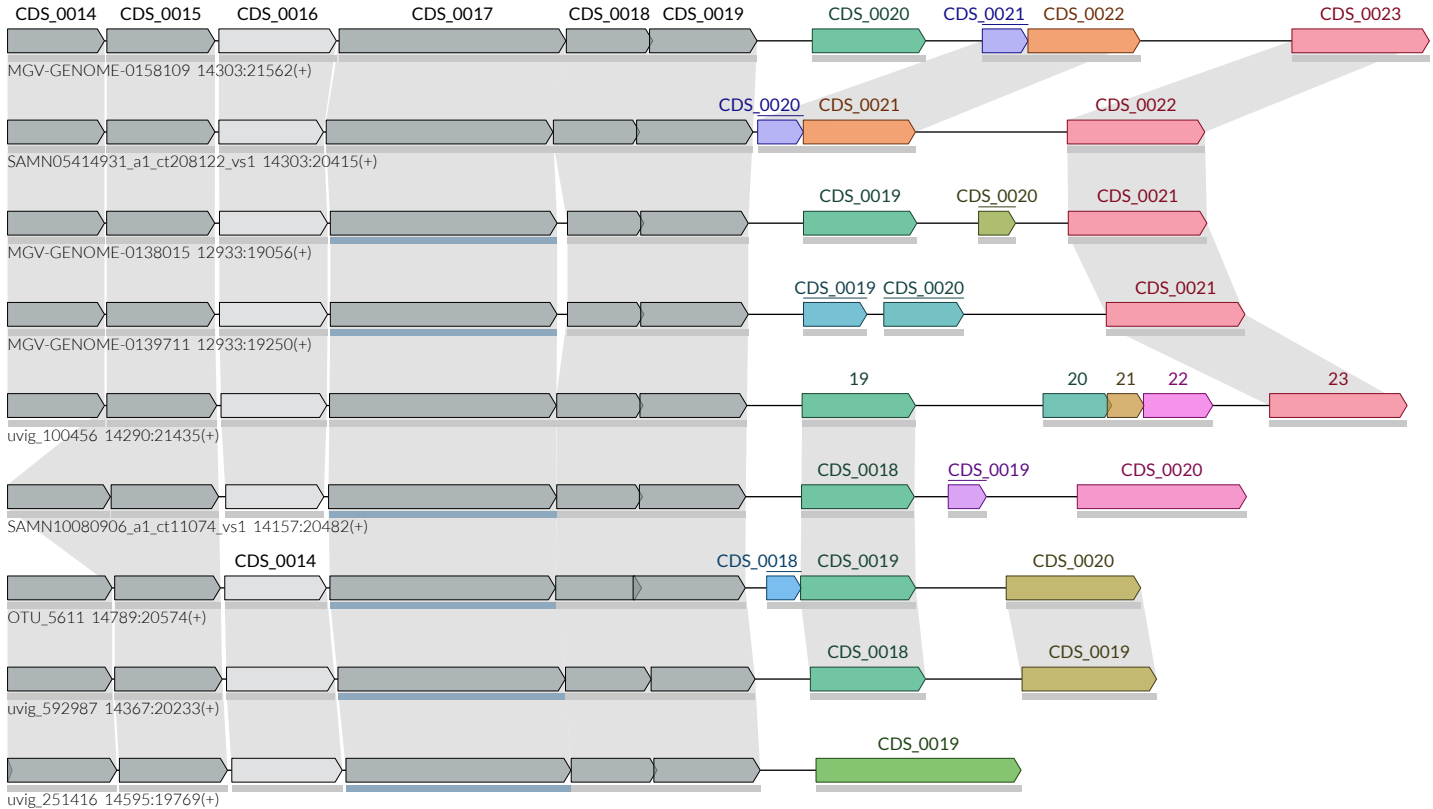 CDS_0014 CDS_0015 CDS_0016 CDS_0017 CDS_0018 CDS_0019 CDS_0020 CDS_0021 CDS_0022 CDS_0023
MGV-GENOME-0158109 14303:21562(+)
CDS_0020 CDS_0021 CDS_0022
SAMN05414931_a1_ct208122_vs1 14303:20415(+)
CDS_0019 CDS_0020 CDS_0021
MGV-GENOME-0138015 12933:19056(+)
CDS_0019 CDS_0020 CDS_0021
MGV-GENOME-0139711 12933:19250(+)
19 20 21 22 23
uvig_100456 14290:21435(+)
CDS_0018 CDS_0019 CDS_0020
SAMN10080906_a1_ct11074_vs1 14157:20482(+)
CDS_0014 CDS_0018 CDS_0019 CDS_0020
OTU_5611 14789:20574(+)
CDS_0018 CDS_0019
uvig_592987 14367:20233(+)
CDS_0019
uvig_251416 14595:19769(+)